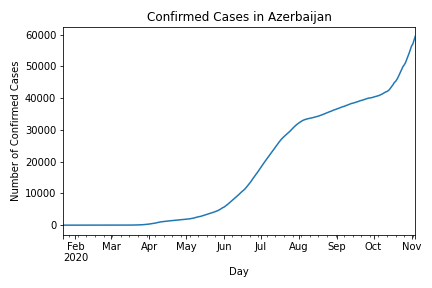 Confirmed Cases in Azerbaijan
Number of Confirmed Cases
60000
50000
40000
30000
20000
10000
0
Feb Mar Apr May Jun Jul Aug Sep Oct Nov
2020
Day